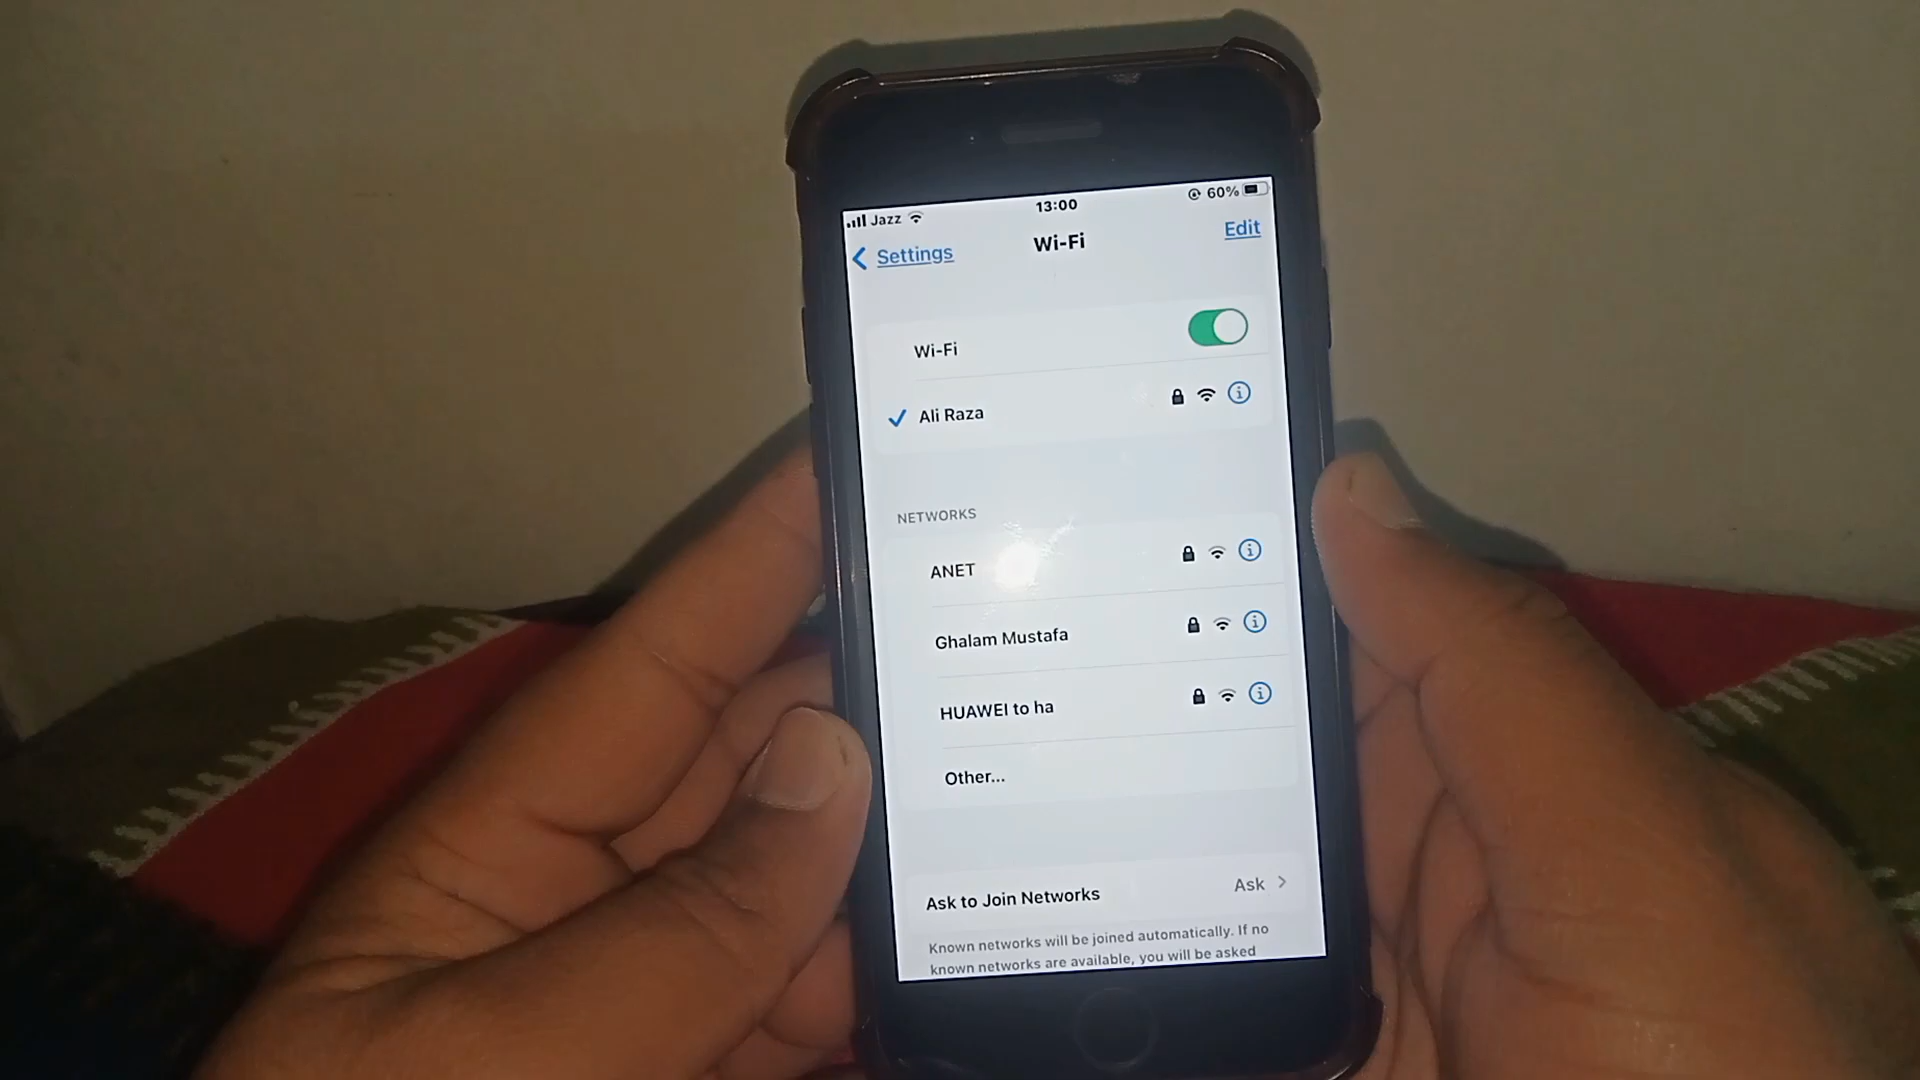 Jazz 13:00 60%
Settings Wi-Fi Edit
Wi-Fi
Ali Raza
NETWORKS
ANET
Ghalam Mustafa
HUAWEI to ha
Other...
Ask to Join Networks Ask
Known networks will be joined automatically. If no
known networks are available, you will be asked